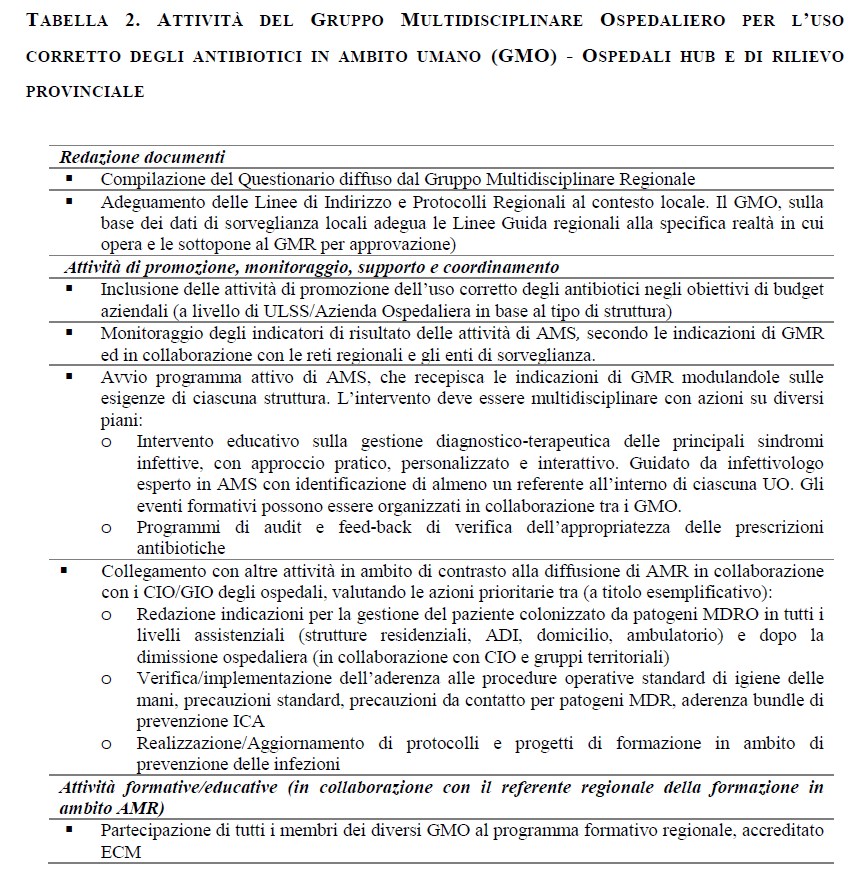 TABELLA 2. ATTIVITÀ DEL GRUPPO MULTIDISCIPLINARE OSPEDALIERO PER L'USO
CORRETTO DEGLI ANTIBIOTICI IN AMBITO UMANO (GMO) - OSPEDALI HUB E DI RILIEVO
PROVINCIALE
Redazione documenti
▪ Compilazione del Questionario diffuso dal Gruppo Multidisciplinare Regionale
▪ Adeguamento delle Linee di Indirizzo e Protocolli Regionali al contesto locale. Il GMO, sulla
base dei dati di sorveglianza locali adegua le Linee Guida regionali alla specifica realtà in cui
opera e le sottopone al GMR per approvazione)
Attività di promozione, monitoraggio, supporto e coordinamento
▪ Inclusione delle attività di promozione dell'uso corretto degli antibiotici negli obiettivi di budget
aziendali (a livello di ULSS/Azienda Ospedaliera in base al tipo di struttura)
▪ Monitoraggio degli indicatori di risultato delle attività di AMS, secondo le indicazioni di GMR
ed in collaborazione con le reti regionali e gli enti di sorveglianza.
▪ Avvio programma attivo di AMS, che recepisca le indicazioni di GMR modulandole sulle
esigenze di ciascuna struttura. L'intervento deve essere multidisciplinare con azioni su diversi
piani:
o Intervento educativo sulla gestione diagnostico-terapeutica delle principali sindromi
infettive, con approccio pratico, personalizzato e interattivo. Guidato da infettivologo
esperto in AMS con identificazione di almeno un referente all'interno di ciascuna UO. Gli
eventi formativi possono essere organizzati in collaborazione tra i GMO.
o Programmi di audit e feed-back di verifica dell'appropriatezza delle prescrizioni
antibiotiche
▪ Collegamento con altre attività in ambito di contrasto alla diffusione di AMR in collaborazione
con i CIO/GIO degli ospedali, valutando le azioni prioritarie tra (a titolo esemplificativo):
o Redazione indicazioni per la gestione del paziente colonizzato da patogeni MDRO in tutti i
livelli assistenziali (strutture residenziali, ADI, domicilio, ambulatorio) e dopo la
dimissione ospedaliera (in collaborazione con CIO e gruppi territoriali)
o Verifica/implementazione dell'aderenza alle procedure operative standard di igiene delle
mani, precauzioni standard, precauzioni da contatto per patogeni MDR, aderenza bundle di
prevenzione ICA
o Realizzazione/Aggiornamento di protocolli e progetti di formazione in ambito di
prevenzione delle infezioni
Attività formative/educative (in collaborazione con il referente regionale della formazione in
ambito AMR)
▪ Partecipazione di tutti i membri dei diversi GMO al programma formativo regionale, accreditato
ECM